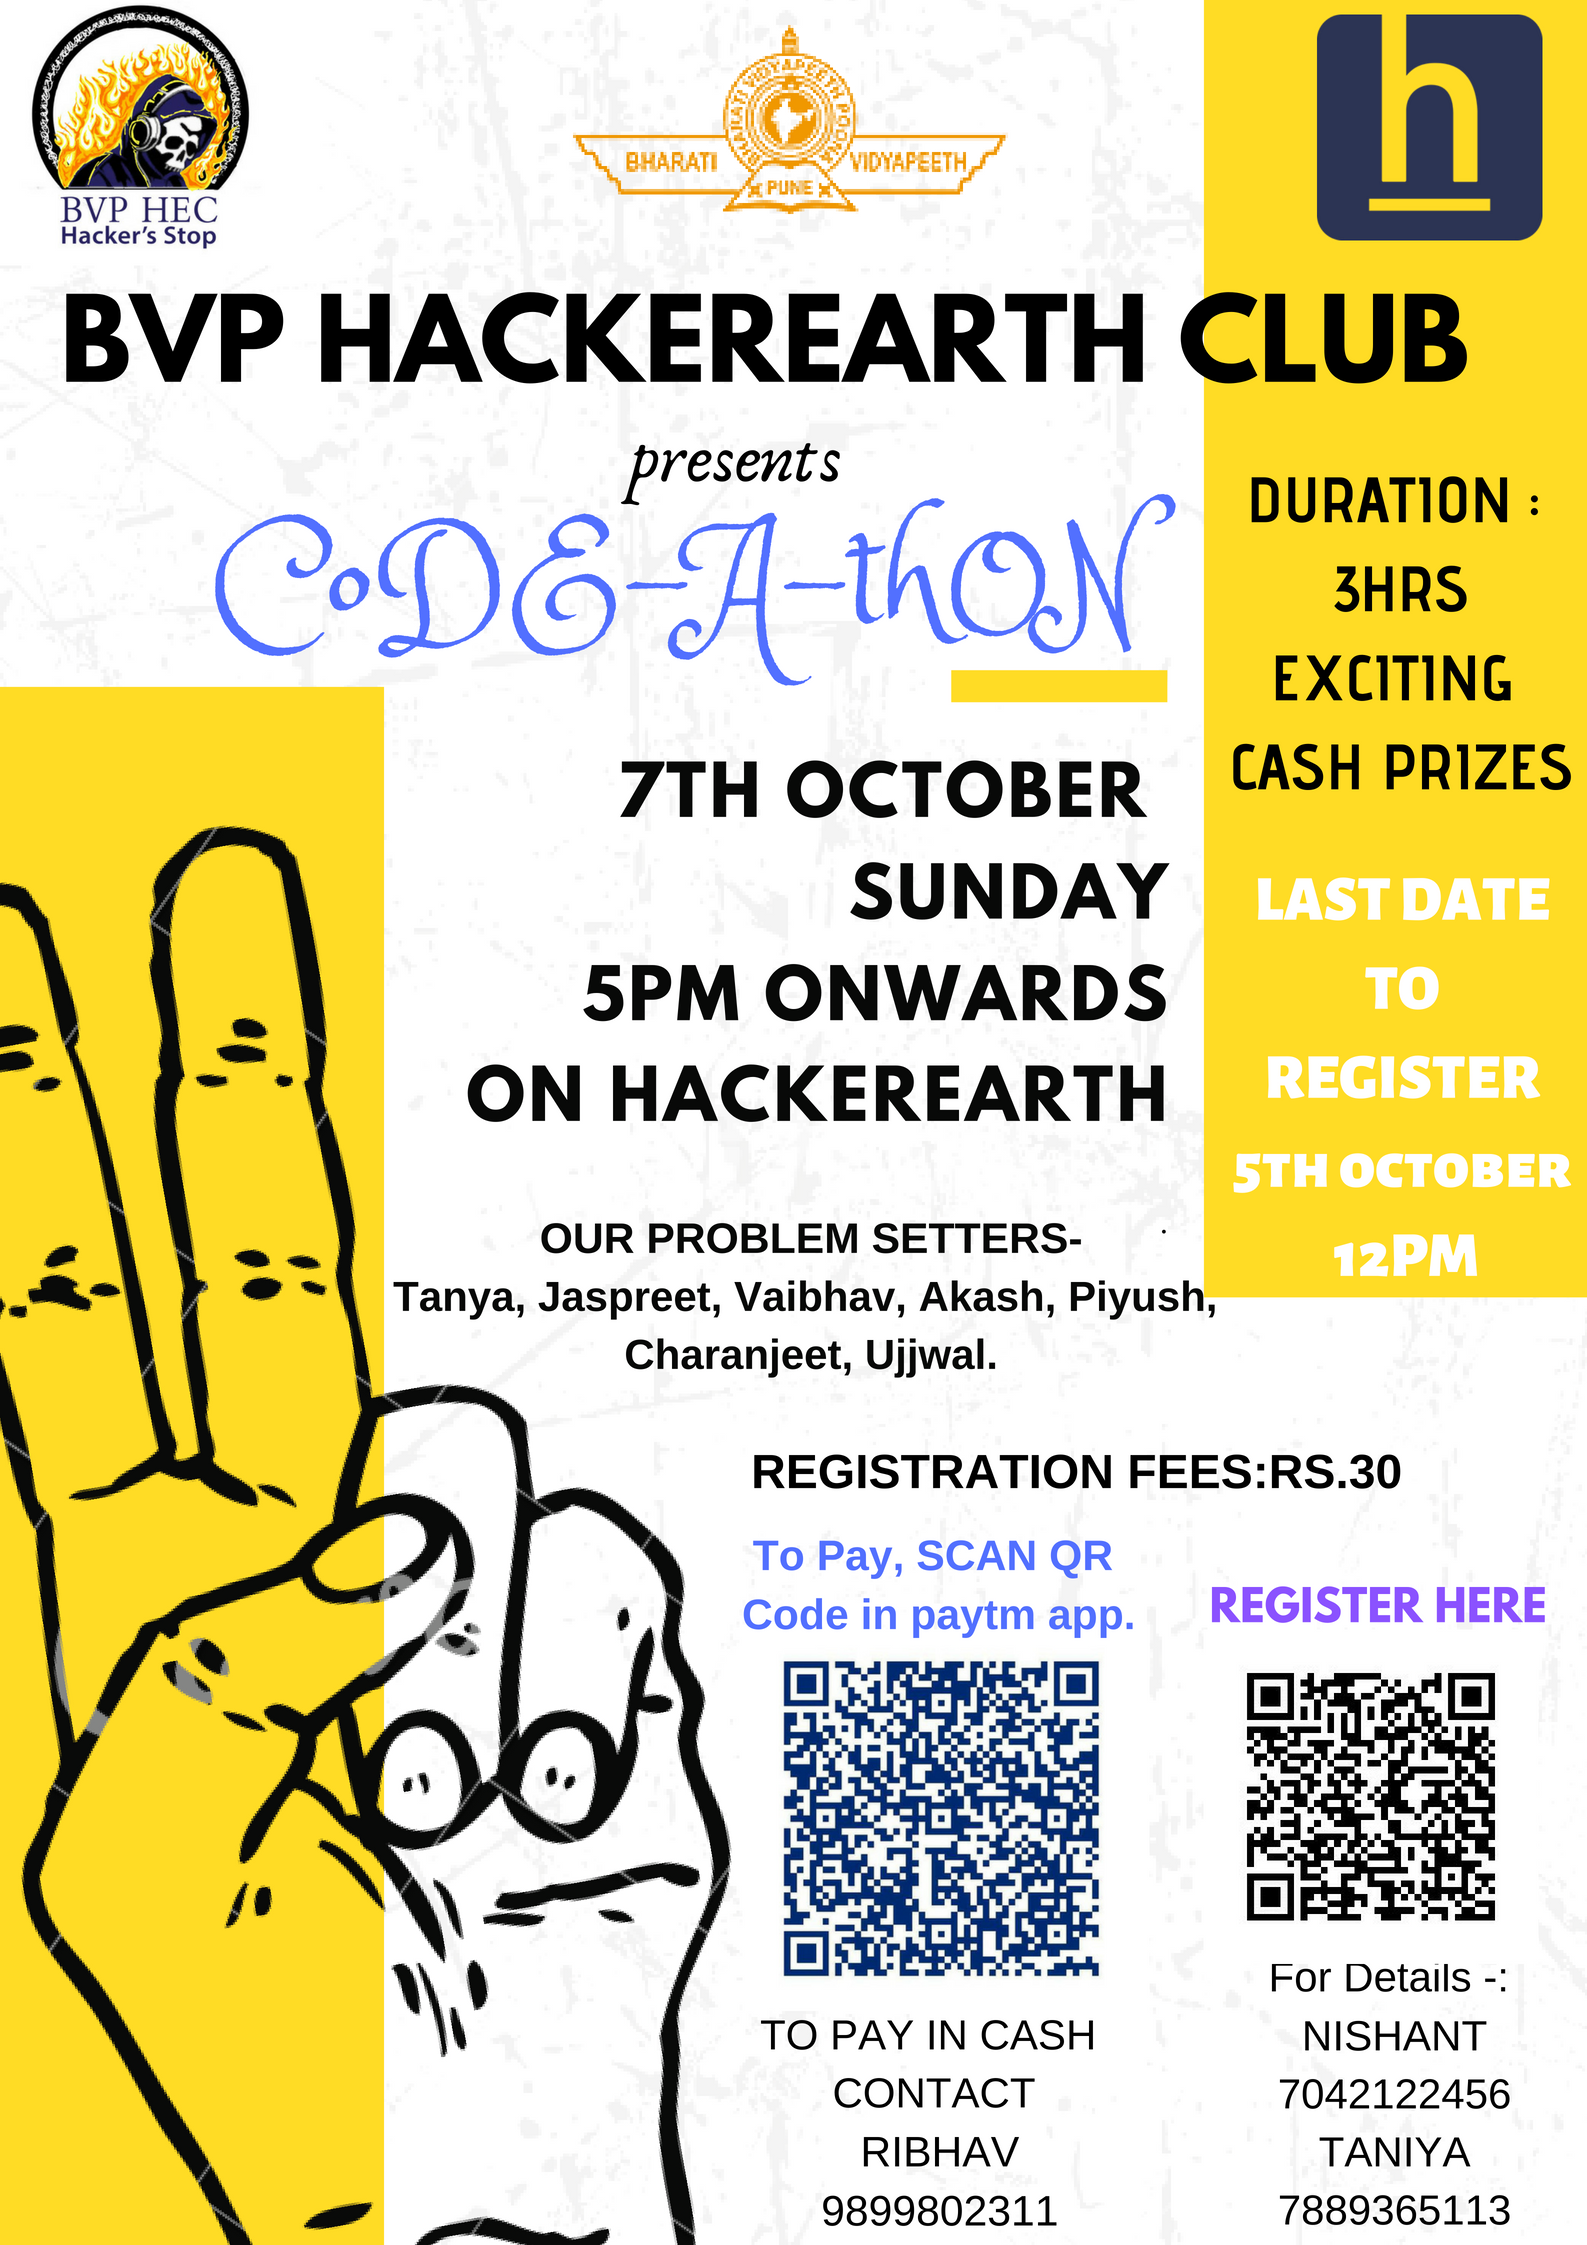 BVP HEC
Hacker's Stop
BHARATI VIDYAPEETH
PUNE
h
BVP HACKEREARTH CLUB
presents
CoDE-A-thON
DURATION :
3HRS
EXCITING
CASH PRIZES
7TH OCTOBER
SUNDAY
5PM ONWARDS
ON HACKEREARTH
LAST DATE
TO
REGISTER
5TH OCTOBER
12PM
OUR PROBLEM SETTERS-
Tanya, Jaspreet, Vaibhav, Akash, Piyush,
Charanjeet, Ujjwal.
REGISTRATION FEES:RS.30
To Pay, SCAN QR
Code in paytm app.
REGISTER HERE
TO PAY IN CASH
CONTACT
RIBHAV
9899802311
For Details -:
NISHANT
7042122456
TANIYA
7889365113